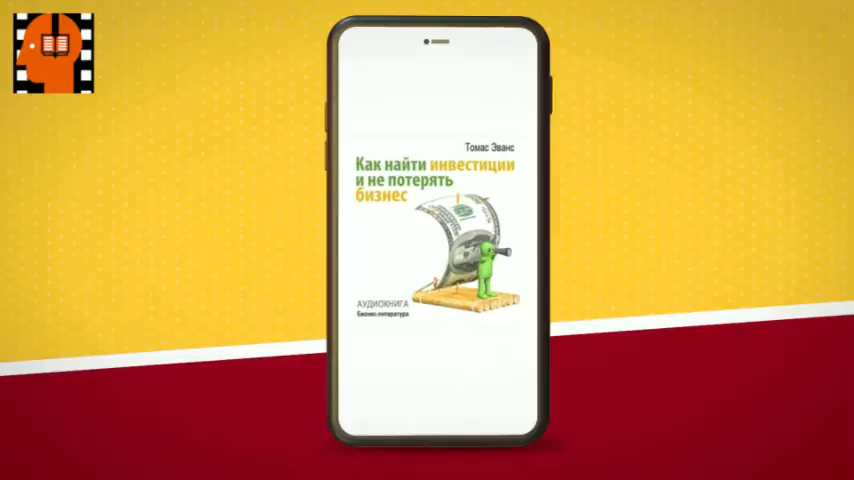 Томас Эванс
Как найти инвестиции
и не потерять
бизнес
АУДИОКНИГА
Бизнес литература